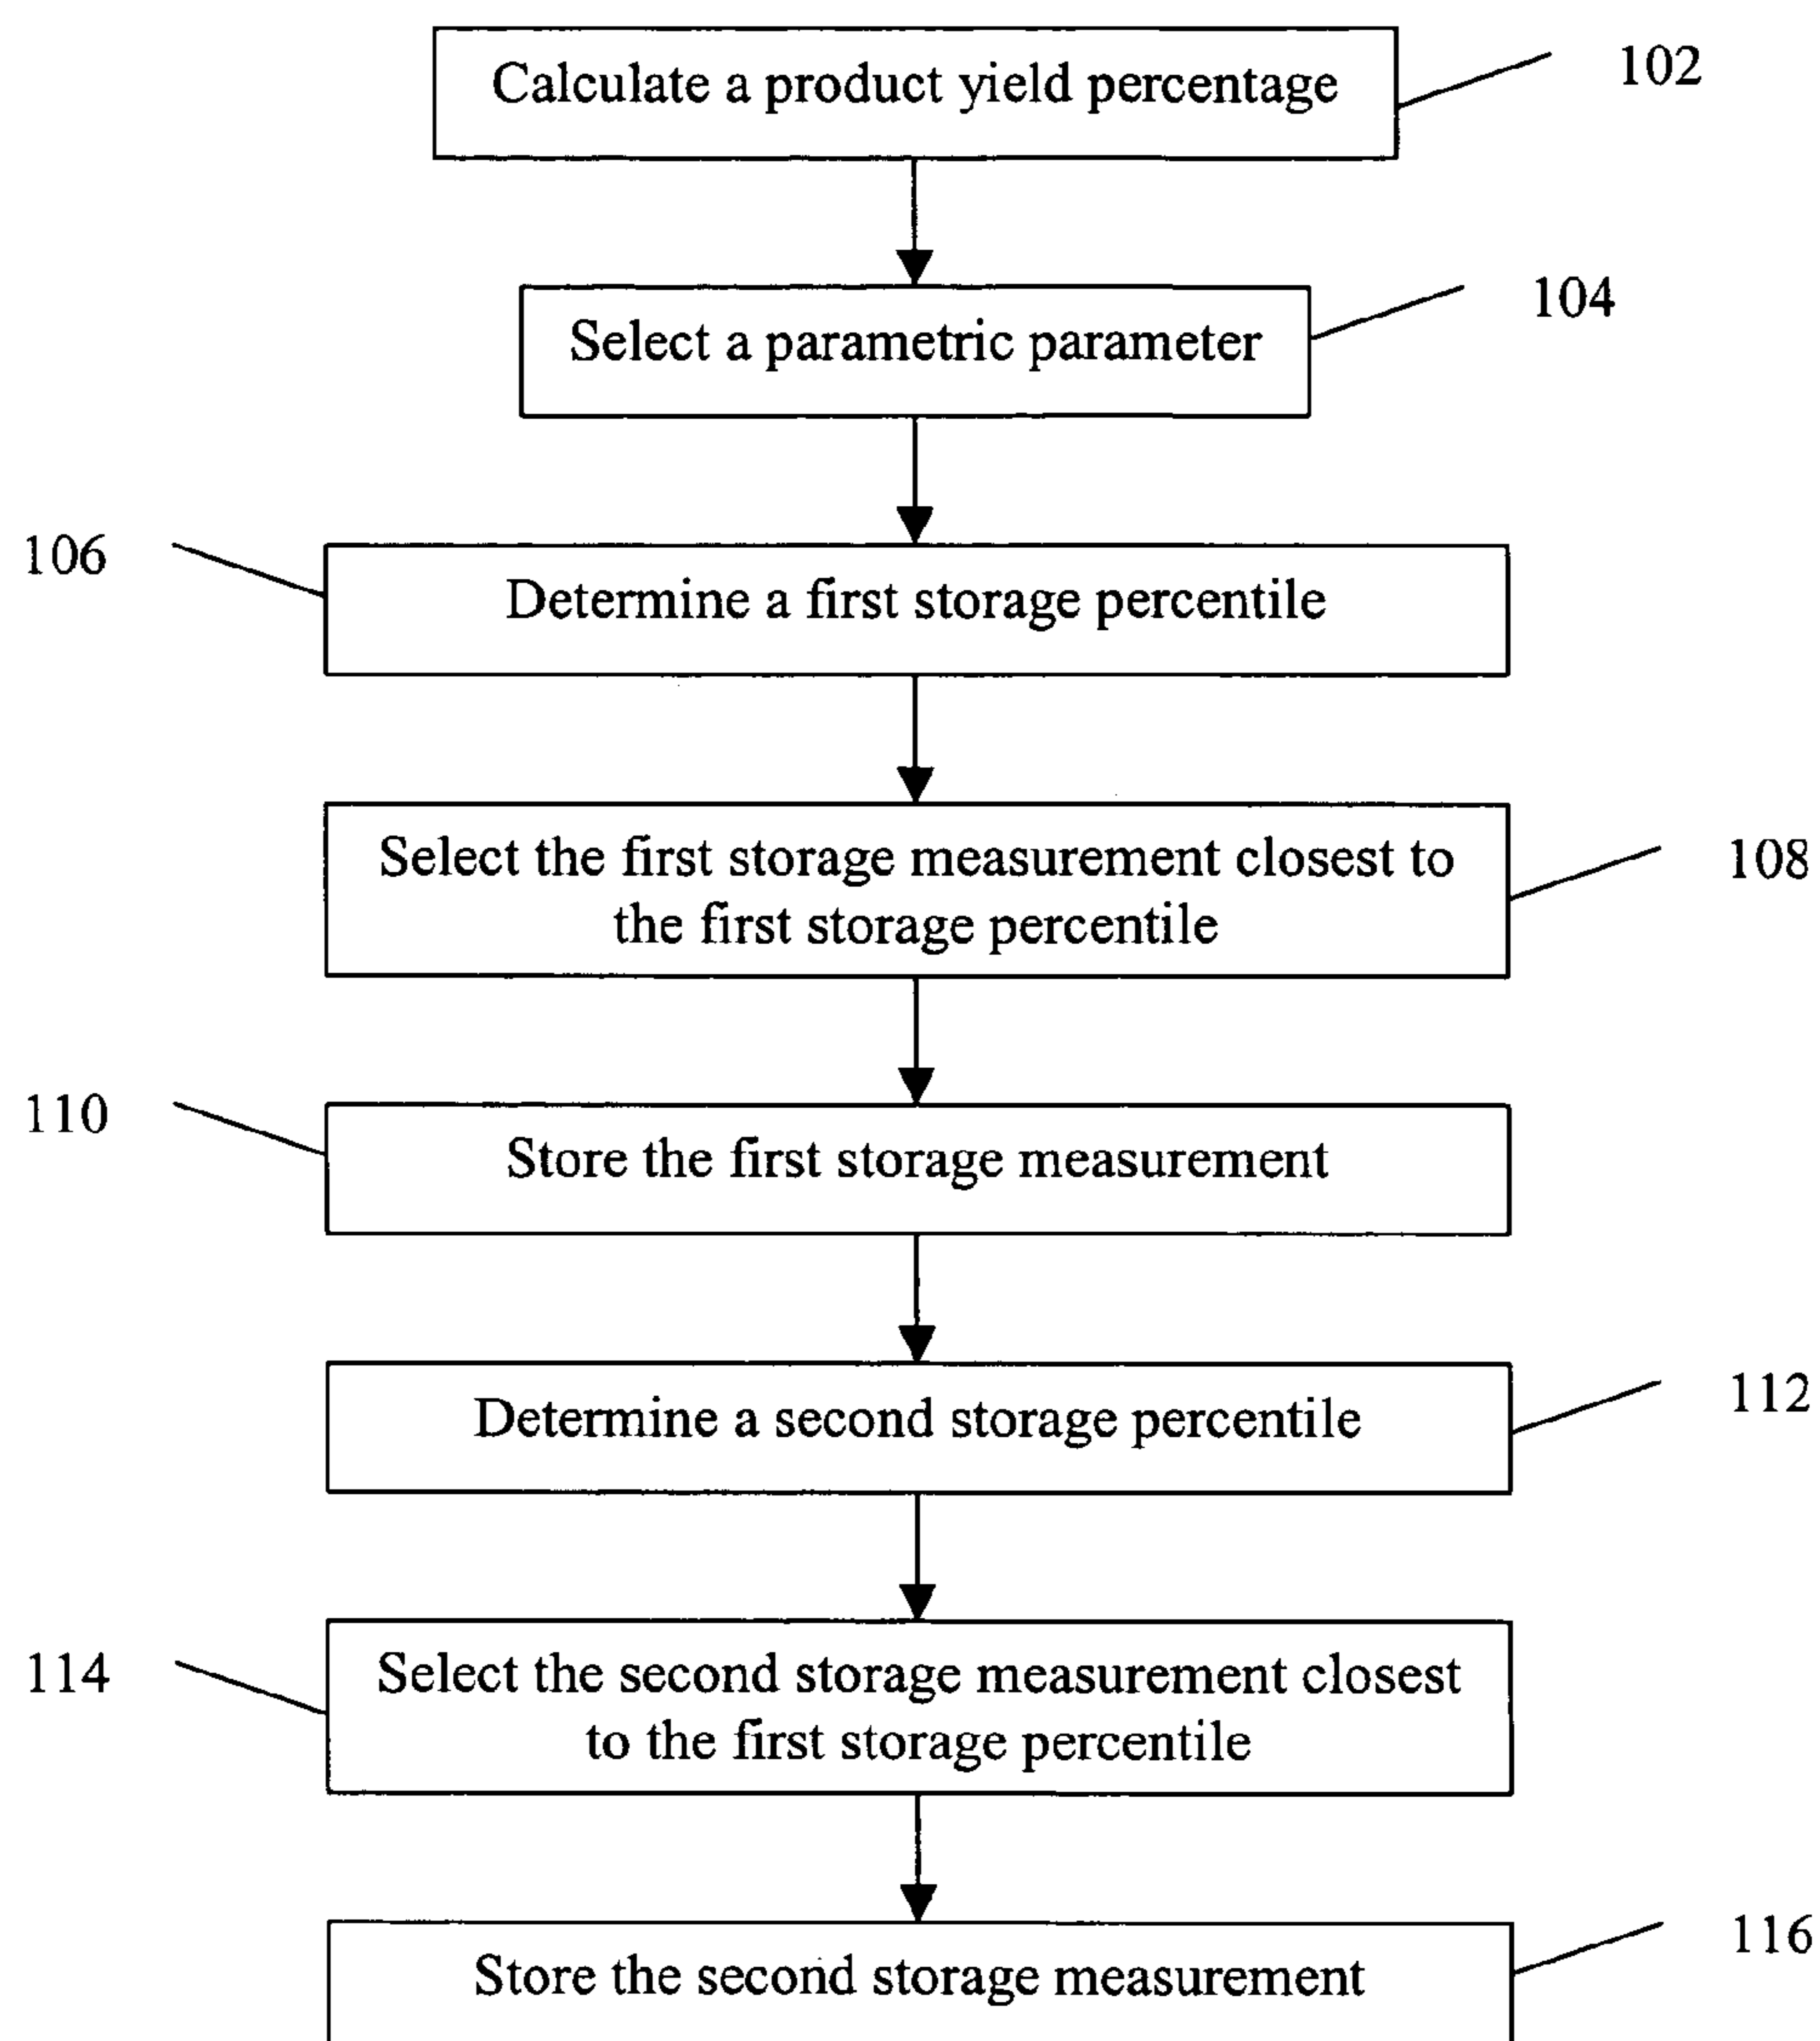 Calculate a product yield percentage
102
Select a parametric parameter
104
106
Determine a first storage percentile
Select the first storage measurement closest to
the first storage percentile
108
110
Store the first storage measurement
Determine a second storage percentile
112
114
Select the second storage measurement closest
to the first storage percentile
Store the second storage measurement
116